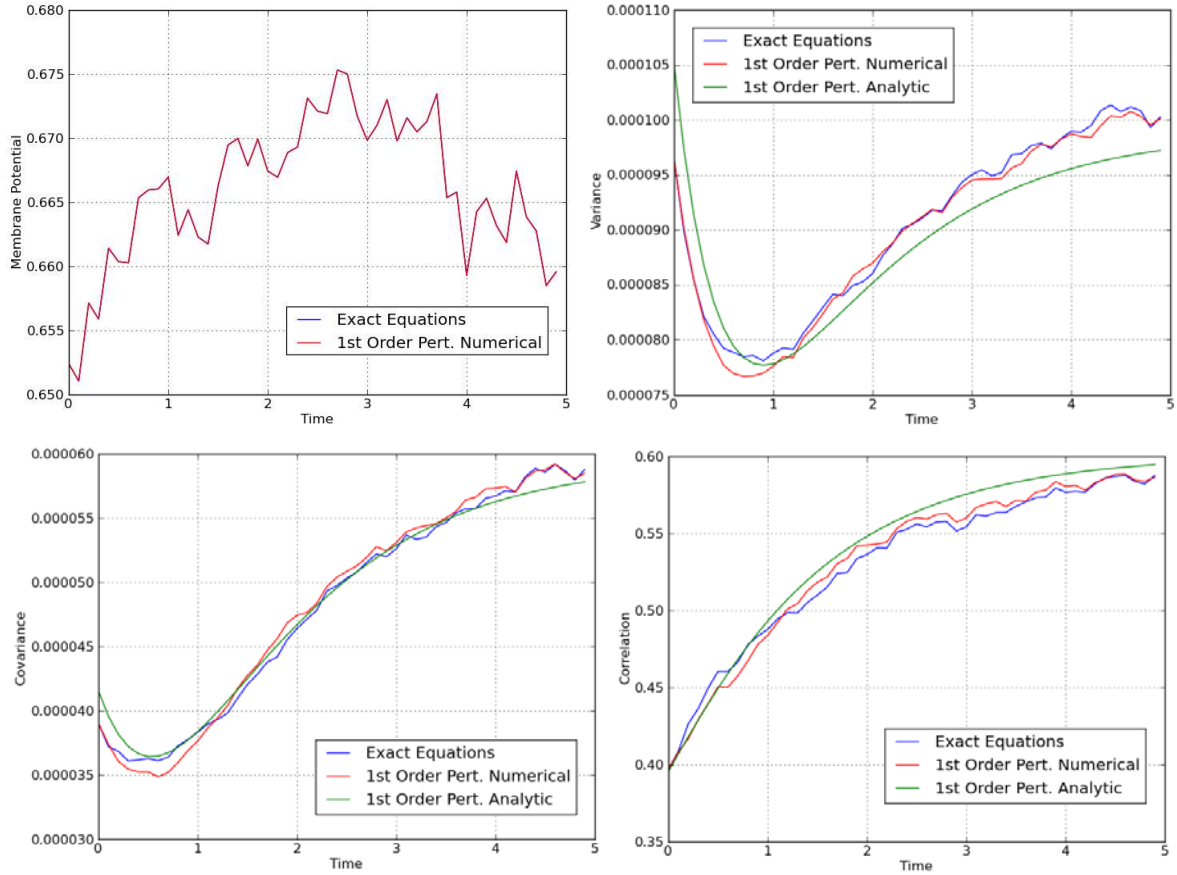 0.680
0.675
0.670
0.665
0.660
0.655
0.650
Membrane Potential
Exact Equations
1st Order Pert. Numerical
0 1 2 3 4 5
Time
0.000110
0.000105
0.000100
0.000095
0.000090
0.000085
0.000080
0.000075
Variance
Exact Equations
1st Order Pert. Numerical
1st Order Pert. Analytic
0 1 2 3 4 5
Time
0.000060
0.000055
0.000050
0.000045
0.000040
0.000035
0.000030
Covariance
Exact Equations
1st Order Pert. Numerical
1st Order Pert. Analytic
0 1 2 3 4 5
Time
0.60
0.55
0.50
0.45
0.40
0.35
Correlation
Exact Equations
1st Order Pert. Numerical
1st Order Pert. Analytic
0 1 2 3 4 5
Time